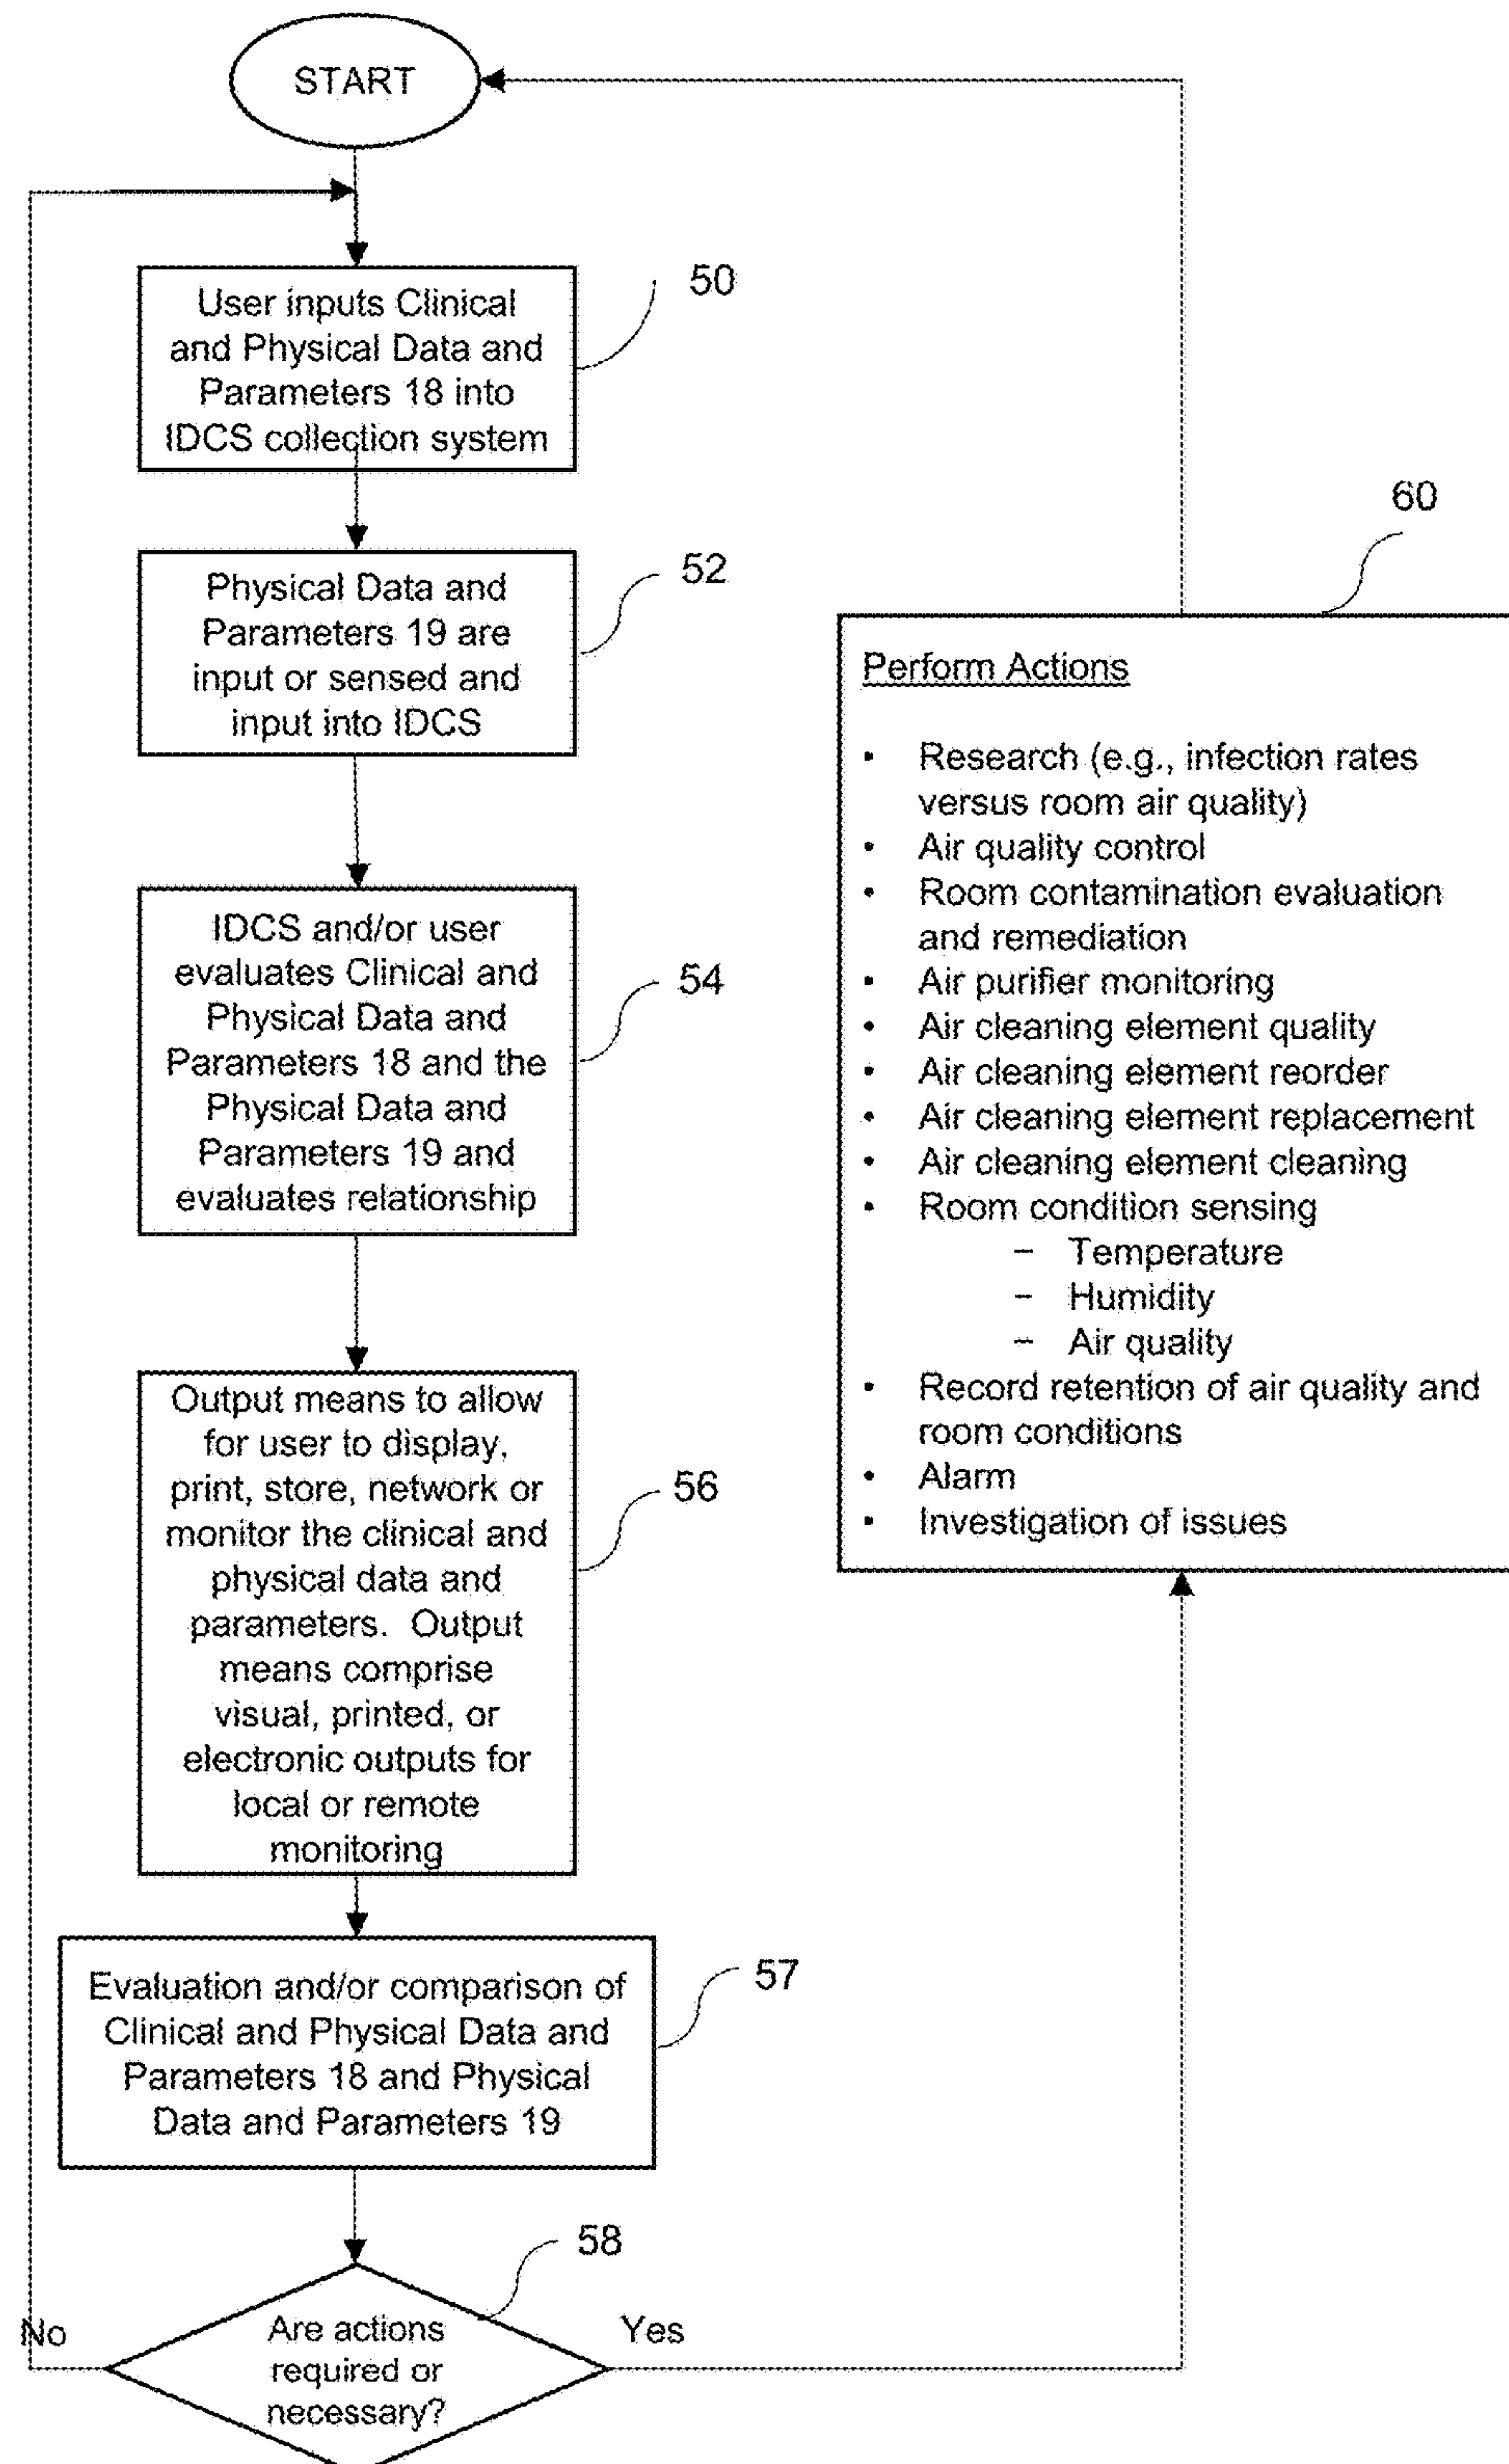 START
User inputs Clinical
and Physical Data and
Parameters 18 into
IDCS collection system
50
Physical Data and
Parameters 19 are
input or sensed and
input into IDCS
52
IDCS and/or user
evaluates Clinical and
Physical Data and
Parameters 18 and the
Physical Data and
Parameters 19 and
evaluates relationship
54
Output means to allow
for user to display,
print, store, network or
monitor the clinical and
physical data and
parameters. Output
means comprise
visual, printed, or
electronic outputs for
local or remote
monitoring
56
Evaluation and/or comparison of
Clinical and Physical Data and
Parameters 18 and Physical
Data and Parameters 19
57
58
Are actions
required or
necessary?
No
Yes
60
Perform Actions
• Research (e.g., infection rates
versus room air quality)
• Air quality control
• Room contamination evaluation
and remediation
• Air purifier monitoring
• Air cleaning element quality
• Air cleaning element reorder
• Air cleaning element replacement
• Air cleaning element cleaning
• Room condition sensing
– Temperature
– Humidity
– Air quality
• Record retention of air quality and
room conditions
• Alarm
• Investigation of issues